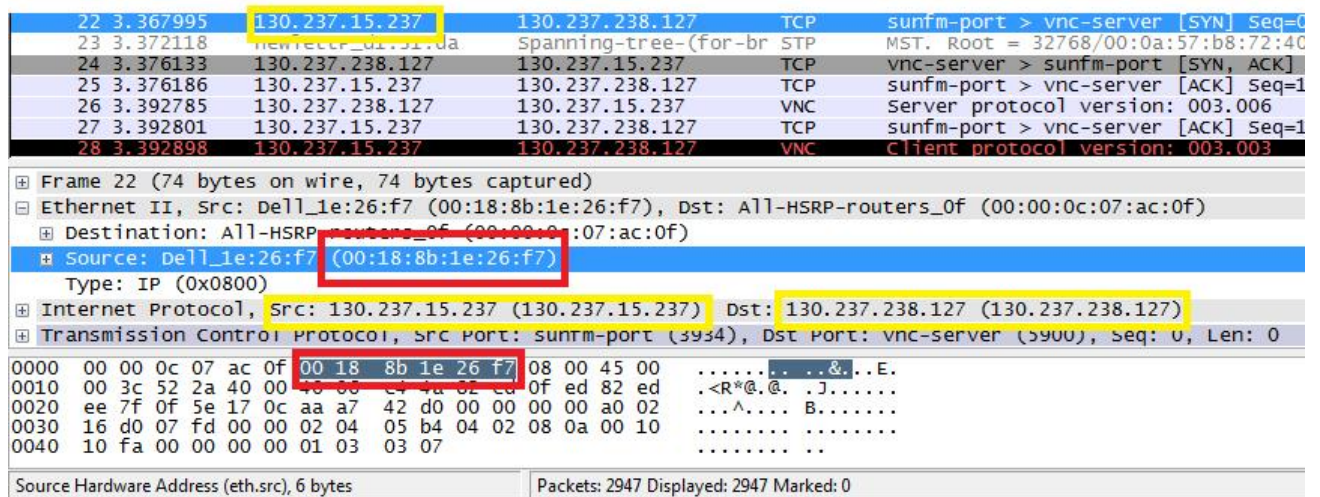 22 3.367995 130.237.15.237 130.237.238.127 TCP sunfm-port > vnc-server [SYN] Seq=0
23 3.372118 Spanning-tree-(for-br STP MST. Root = 32768/00:0a:57:b8:72:40
24 3.376133 130.237.238.127 130.237.15.237 TCP vnc-server > sunfm-port [SYN, ACK]
25 3.376186 130.237.15.237 130.237.238.127 TCP sunfm-port > vnc-server [ACK] Seq=1
26 3.392785 130.237.238.127 130.237.15.237 VNC Server protocol version: 003.006
27 3.392801 130.237.15.237 130.237.238.127 TCP sunfm-port > vnc-server [ACK] Seq=1
28 3.392898 130.237.15.237 130.237.238.127 VNC Client protocol version: 003.003
Frame 22 (74 bytes on wire, 74 bytes captured)
Ethernet II, Src: Dell_1e:26:f7 (00:18:8b:1e:26:f7), Dst: All-HSRP-routers_0f (00:00:0c:07:ac:0f)
Destination: All-HSRP-routers_0f (00:00:0c:07:ac:0f)
Source: Dell_1e:26:f7 (00:18:8b:1e:26:f7)
Type: IP (0x0800)
Internet Protocol, Src: 130.237.15.237 (130.237.15.237) Dst: 130.237.238.127 (130.237.238.127)
Transmission Control Protocol, Src Port: sunfm-port (3934), Dst Port: vnc-server (5900), Seq: 0, Len: 0
0000 00 00 0c 07 ac 0f 00 18 8b 1e 26 f7 08 00 45 00 ........ ..&...E.
0010 00 3c 52 2a 40 00 40 06 c4 4a 82 ed 0f ed 82 ed .<R*@.@. .J......
0020 ee 7f 0f 5e 17 0c aa a7 42 d0 00 00 00 00 a0 02 ...^.... B.......
0030 16 d0 07 fd 00 00 02 04 05 b4 04 02 08 0a 00 10 ........ ........
0040 10 fa 00 00 00 00 01 03 03 07 ........ ..
Source Hardware Address (eth.src), 6 bytes Packets: 2947 Displayed: 2947 Marked: 0